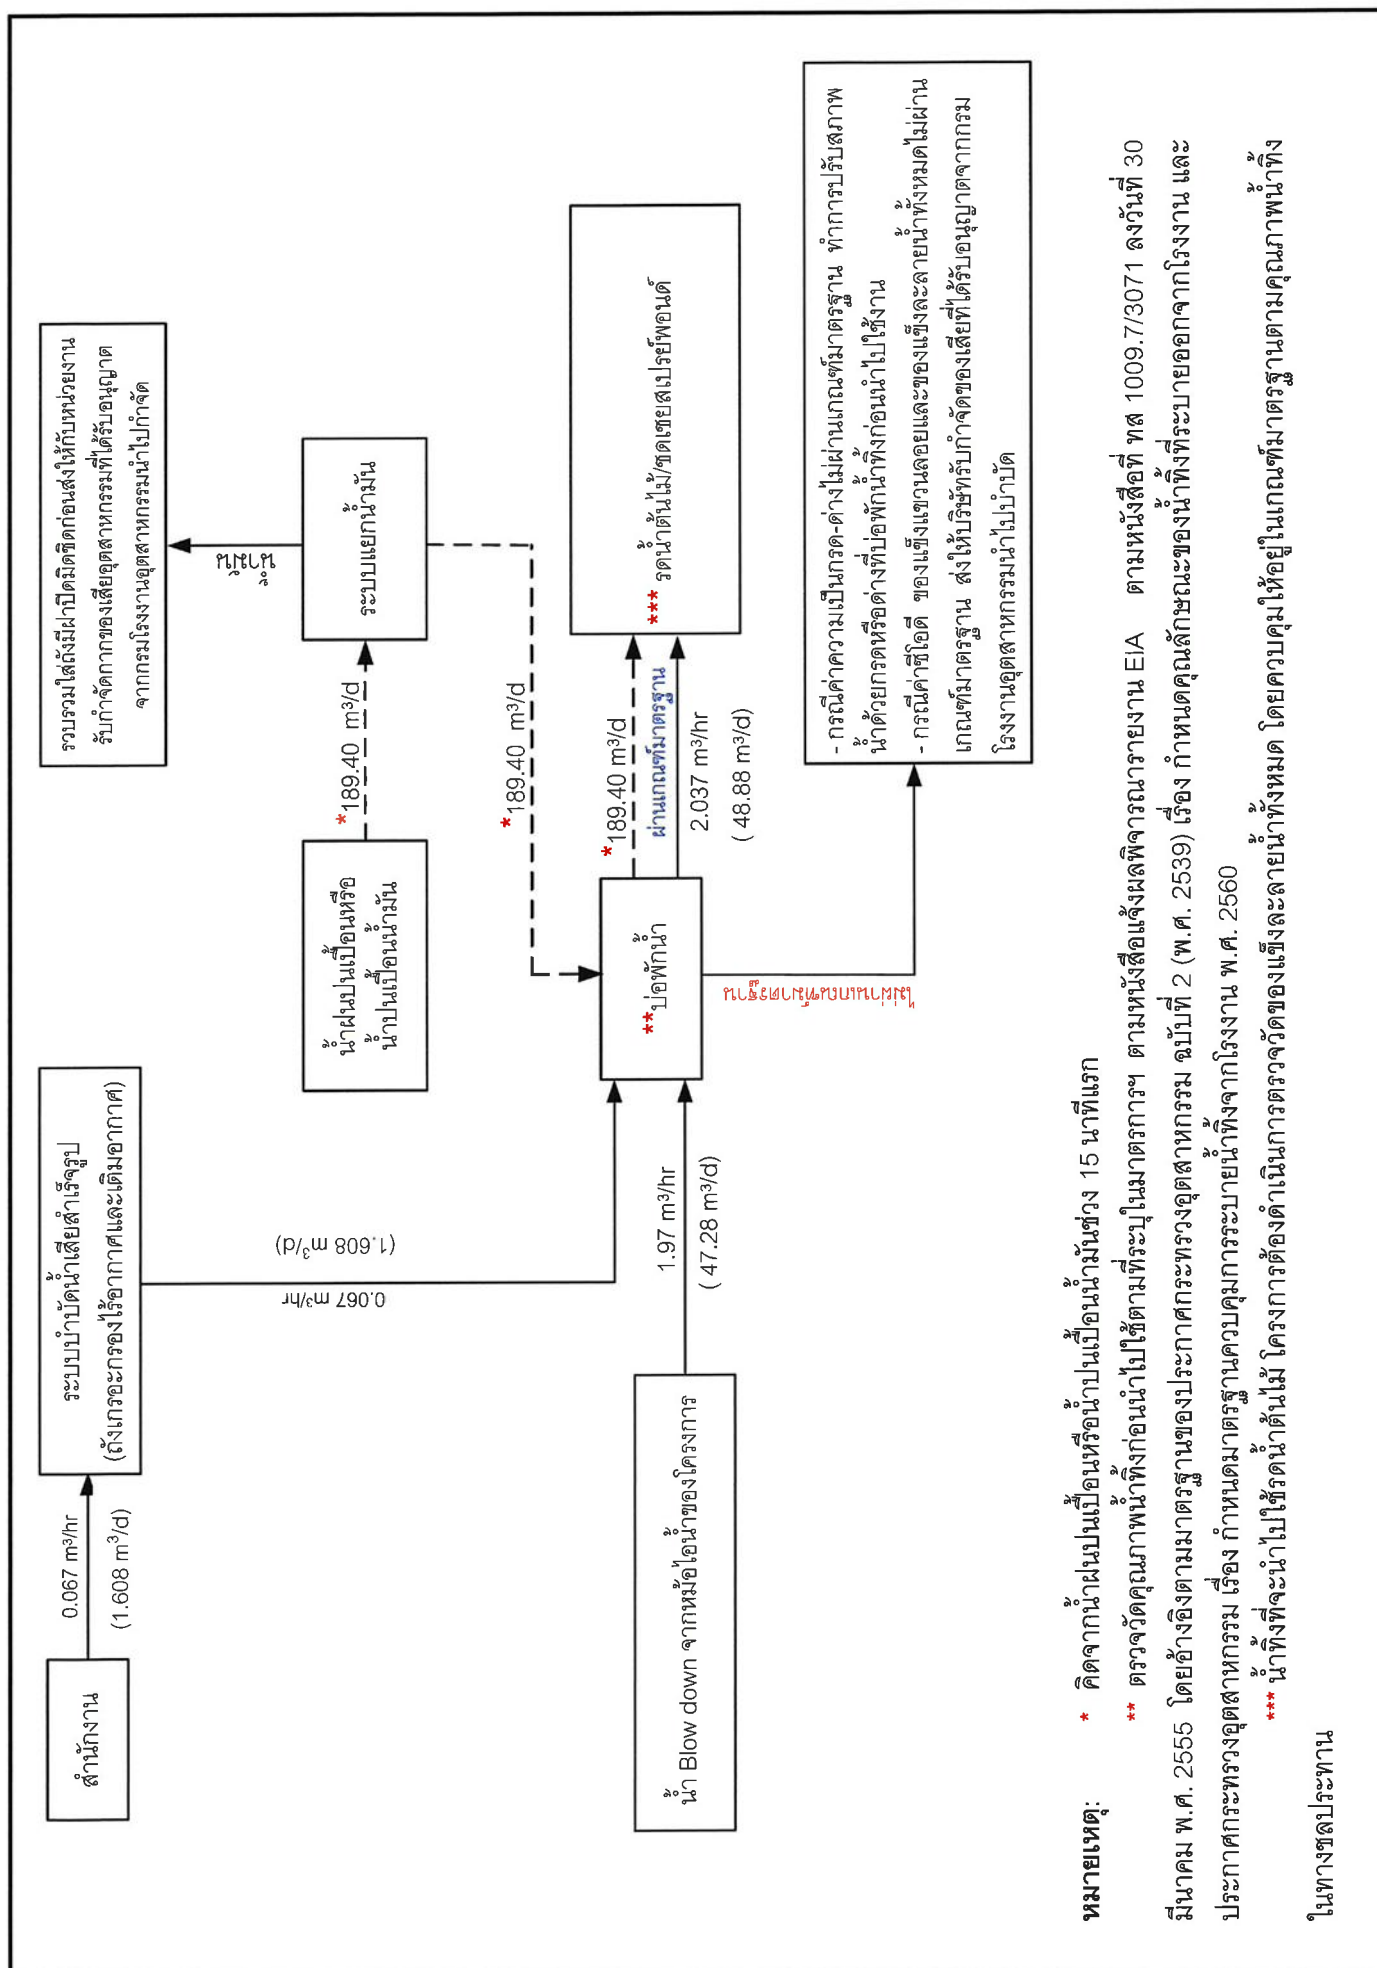 สำนักงาน
0.067 m³/hr
(1.608 m³/d)
ระบบบำบัดน้ำเสียสำเร็จรูป
(ถังเกรอะกรองไร้อากาศและเติมอากาศ)
0.067 m³/hr
(1.608 m³/d)
น้ำฝนปนเปื้อนหรือ
น้ำปนเปื้อนน้ำมัน
*189.40 m³/d
ระบบแยกน้ำมัน
น้ำมัน
รวบรวมใส่ถังมีฝาปิดมิดชิดก่อนส่งให้กับหน่วยงาน
รับกำจัดกากของเสียอุตสาหกรรมที่ได้รับอนุญาต
จากกรมโรงงานอุตสาหกรรมนำไปกำจัด
*189.40 m³/d
น้ำ Blow down จากหม้อไอน้ำของโครงการ
1.97 m³/hr
( 47.28 m³/d)
**บ่อพักน้ำ
*189.40 m³/d
ผ่านเกณฑ์มาตรฐาน
2.037 m³/hr
( 48.88 m³/d)
*** รดน้ำต้นไม้/ชดเชยสเปรย์พอนด์
ไม่ผ่านเกณฑ์มาตรฐาน
- กรณีค่าความเป็นกรด-ด่างไม่ผ่านเกณฑ์มาตรฐาน ทำการปรับสภาพ
น้ำด้วยกรดหรือด่างที่บ่อพักน้ำทิ้งก่อนนำไปใช้งาน
- กรณีค่าซีโอดี ของแข็งแขวนลอยและของแข็งละลายน้ำทั้งหมดไม่ผ่าน
เกณฑ์มาตรฐาน ส่งให้บริษัทรับกำจัดของเสียที่ได้รับอนุญาตจากกรม
โรงงานอุตสาหกรรมนำไปบำบัด
หมายเหตุ: * คิดจากน้ำฝนปนเปื้อนหรือน้ำปนเปื้อนน้ำมันช่วง 15 นาทีแรก
** ตรวจวัดคุณภาพน้ำทิ้งก่อนนำไปใช้ตามที่ระบุในมาตรการฯ ตามหนังสือแจ้งผลพิจารณารายงาน EIA ตามหนังสือที่ ทส 1009.7/3071 ลงวันที่ 30
มีนาคม พ.ศ. 2555 โดยอ้างอิงตามมาตรฐานของประกาศกระทรวงอุตสาหกรรม ฉบับที่ 2 (พ.ศ. 2539) เรื่อง กำหนดคุณลักษณะของน้ำทิ้งที่ระบายออกจากโรงงาน และ
ประกาศกระทรวงอุตสาหกรรม เรื่อง กำหนดมาตรฐานควบคุมการระบายน้ำทิ้งจากโรงงาน พ.ศ. 2560
*** น้ำทิ้งที่จะนำไปใช้รดน้ำต้นไม้ โครงการต้องดำเนินการตรวจวัดของแข็งละลายน้ำทั้งหมด โดยควบคุมให้อยู่ในเกณฑ์มาตรฐานตามคุณภาพน้ำทิ้ง
ในทางชลประทาน